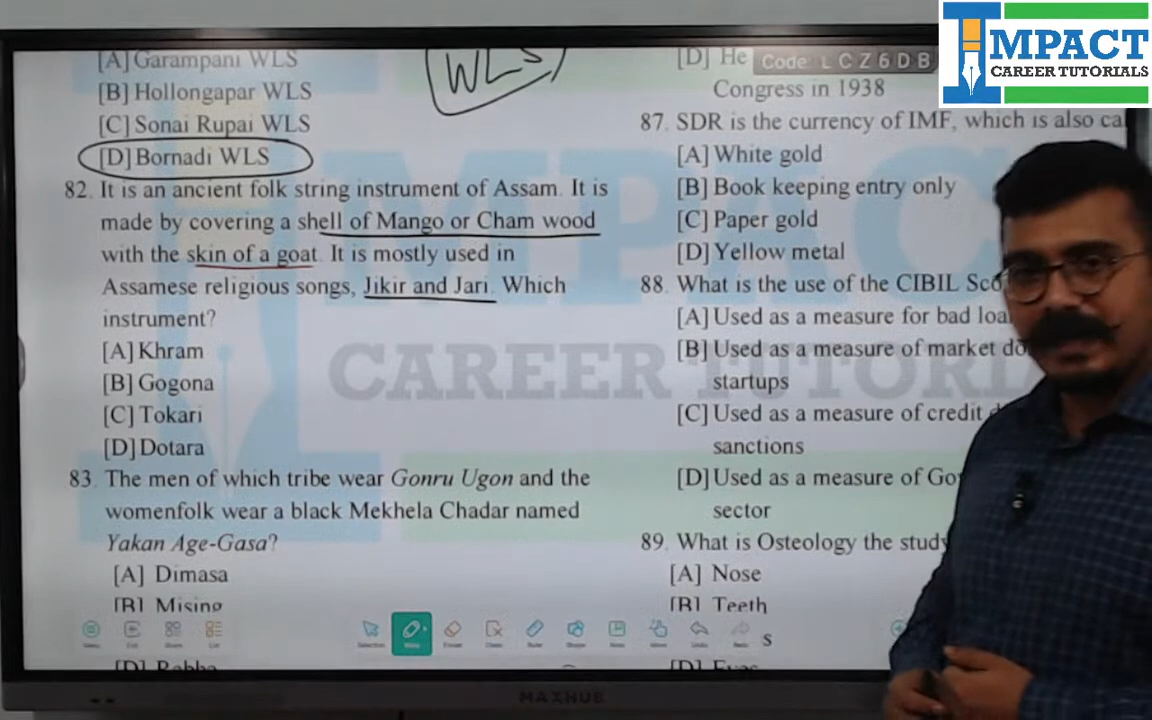 IMPACT
CAREER TUTORIALS
[A] Garampani WLS
[B] Hollongapar WLS
[C] Sonai Rupai WLS
[D] Bornadi WLS
WLS
82. It is an ancient folk string instrument of Assam. It is
made by covering a shell of Mango or Cham wood
with the skin of a goat. It is mostly used in
Assamese religious songs, Jikir and Jari. Which
instrument?
[A] Khram
[B] Gogona
[C] Tokari
[D] Dotara
83. The men of which tribe wear Gonru Ugon and the
womenfolk wear a black Mekhela Chadar named
Yakan Age-Gasa?
[A] Dimasa
[B] Mising
[D] Rabha
[D] He
Code: L C Z 6 D B
Congress in 1938
87. SDR is the currency of IMF, which is also ca
[A] White gold
[B] Book keeping entry only
[C] Paper gold
[D] Yellow metal
88. What is the use of the CIBIL Sco
[A] Used as a measure for bad loa
[B] Used as a measure of market do
startups
[C] Used as a measure of credit
sanctions
[D] Used as a measure of Go
sector
89. What is Osteology the study
[A] Nose
[B] Teeth
s
[D] Eyes
CAREER TUTOR
MAXHUB